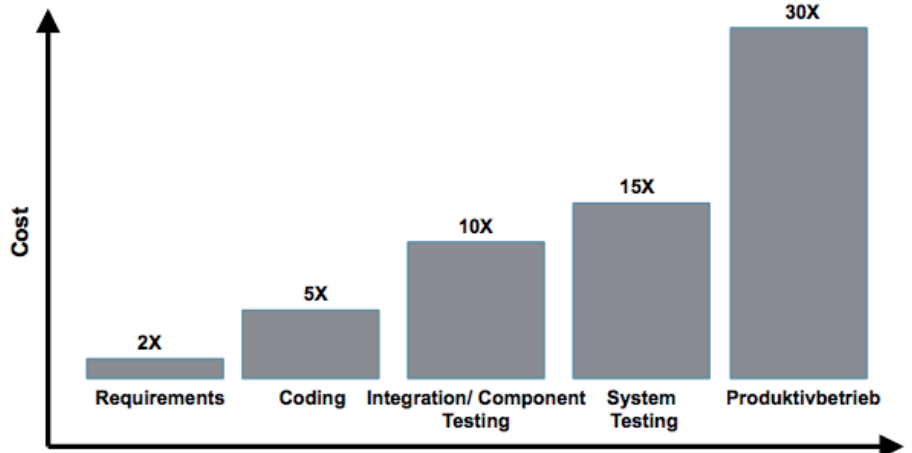 30X
15X
10X
5X
2X
Cost
Requirements
Coding
Integration/ Component
Testing
System
Testing
Produktivbetrieb